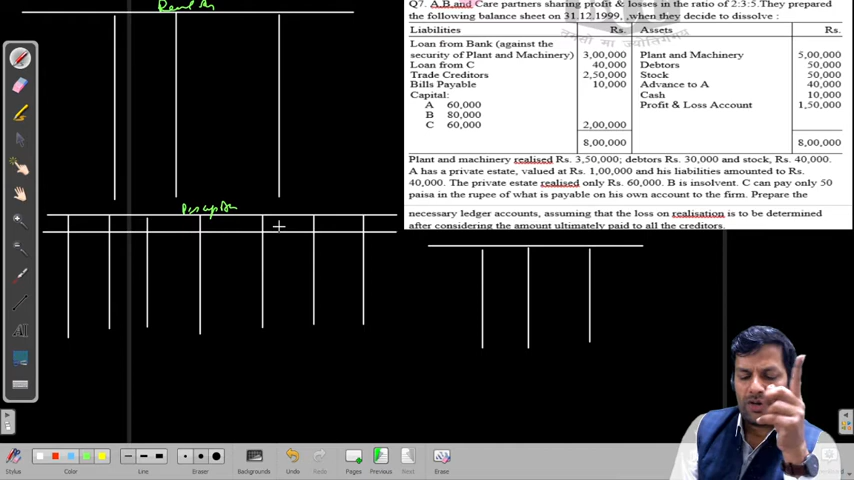 Q7. A,B and Care partners sharing profit & losses in the ratio of 2:3:5.They prepared
the following balance sheet on 31.12.1999, ,when they decide to dissolve :
Liabilities Rs. Assets Rs.
Loan from Bank (against the
security of Plant and Machinery) 3,00,000 Plant and Machinery 5,00,000
Loan from C 40,000 Debtors 50,000
Trade Creditors 2,50,000 Stock 50,000
Bills Payable 10,000 Advance to A 40,000
Capital: Cash 10,000
A 60,000 Profit & Loss Account 1,50,000
B 80,000
C 60,000 2,00,000
8,00,000 8,00,000
Plant and machinery realised Rs. 3,50,000; debtors Rs. 30,000 and stock, Rs. 40,000.
A has a private estate, valued at Rs. 1,00,000 and his liabilities amounted to Rs.
40,000. The private estate realised only Rs. 60,000. B is insolvent. C can pay only 50
paisa in the rupee of what is payable on his own account to the firm. Prepare the
necessary ledger accounts, assuming that the loss on realisation is to be determined
after considering the amount ultimately paid to all the creditors.
तमसो मा ज्योतिर्गमय
Stylus
Color
Line
Eraser
Backgrounds
Undo
Redo
Pages
Previous
Next
Erase